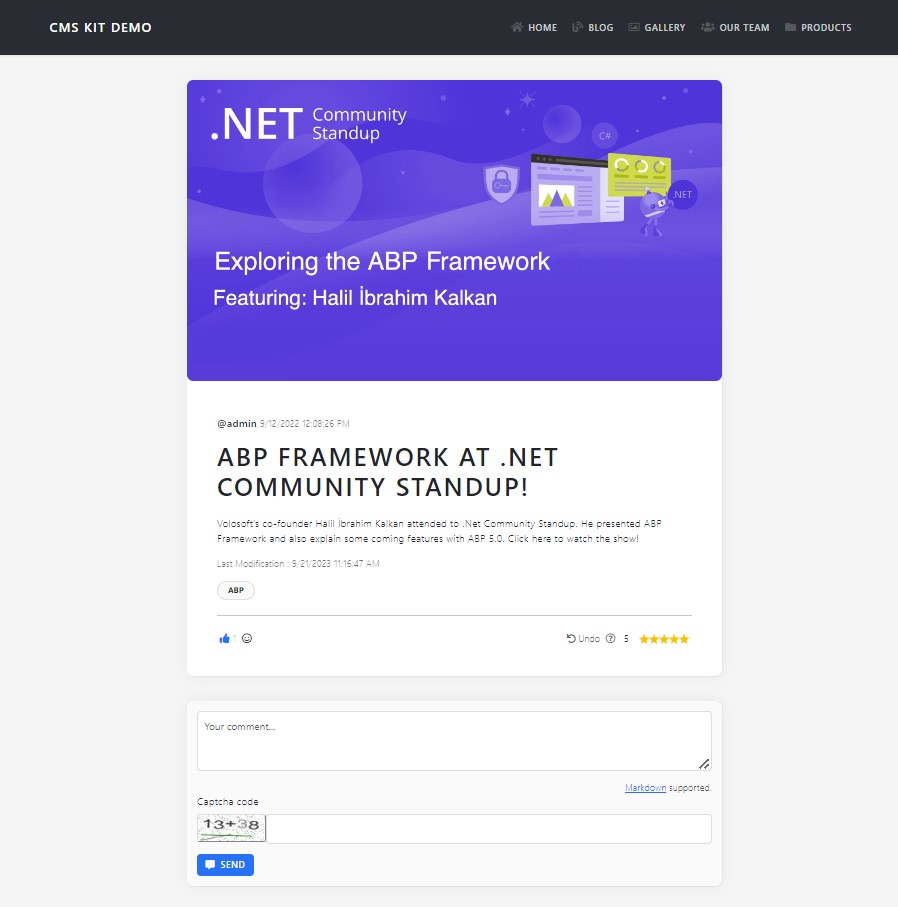 CMS KIT DEMO
HOME BLOG GALLERY OUR TEAM PRODUCTS
.NET Community
Standup
C#
.NET
Exploring the ABP Framework
Featuring: Halil İbrahim Kalkan
@admin 9/12/2022 12:08:26 PM
ABP FRAMEWORK AT .NET
COMMUNITY STANDUP!
Volosoft's co-founder Halil İbrahim Kalkan attended to .Net Community Standup. He presented ABP
Framework and also explain some coming features with ABP 5.0. Click here to watch the show!
Last Modification : 9/21/2023 11:16:47 AM
ABP
1
Undo 5
Your comment...
Markdown supported.
Captcha code
13+38
SEND